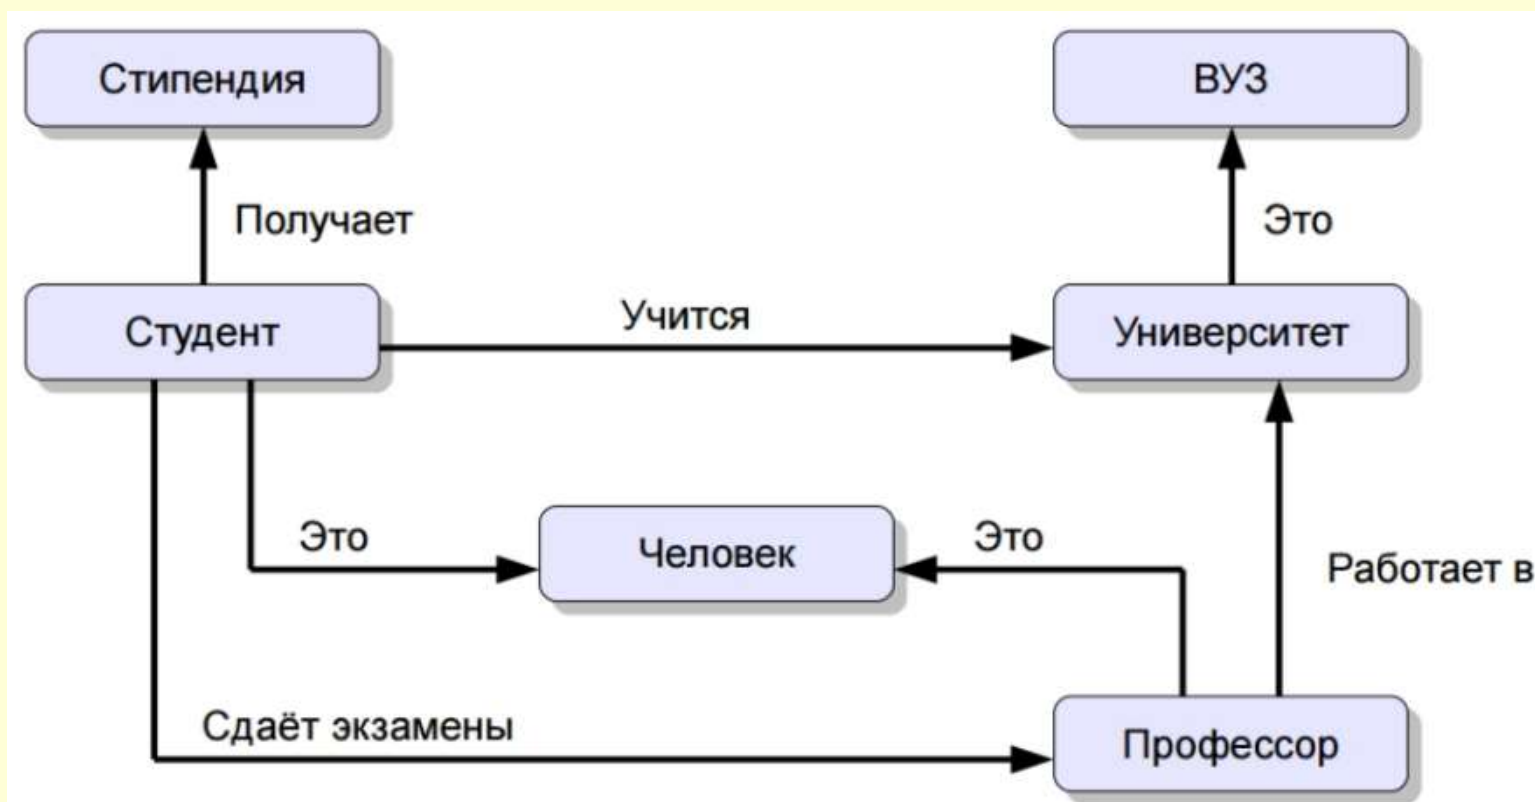 Стипендия
ВУЗ
Получает
Это
Студент
Учится
Университет
Это
Человек
Это
Работает в
Сдаёт экзамены
Профессор